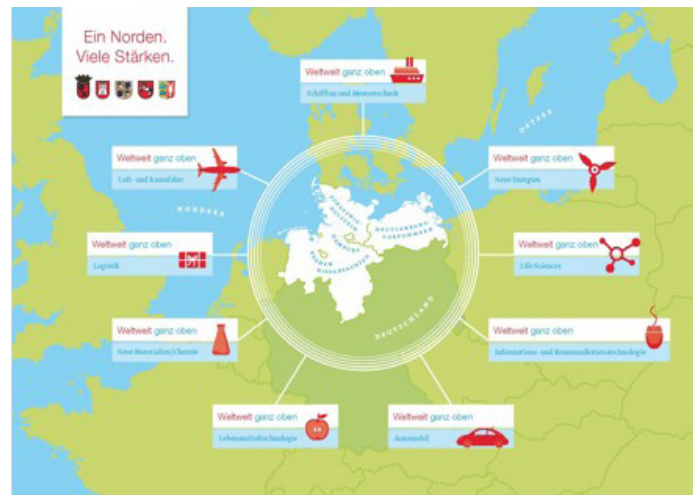 Ein Norden.
Viele Stärken.
Weltweit ganz oben
Schiffbau und Meerestechnik
Weltweit ganz oben
Luft- und Raumfahrt
Weltweit ganz oben
Neue Energien
OSTSEE
NORDSEE
SCHLESWIG-
HOLSTEIN
MECKLENBURG-
VORPOMMERN
HAMBURG
BREMEN
NIEDERSACHSEN
Weltweit ganz oben
Logistik
Weltweit ganz oben
Life Sciences
DEUTSCHLAND
Weltweit ganz oben
Neue Materialien/Chemie
Weltweit ganz oben
Informations- und Kommunikationstechnologie
Weltweit ganz oben
Lebensmitteltechnologie
Weltweit ganz oben
Automobil